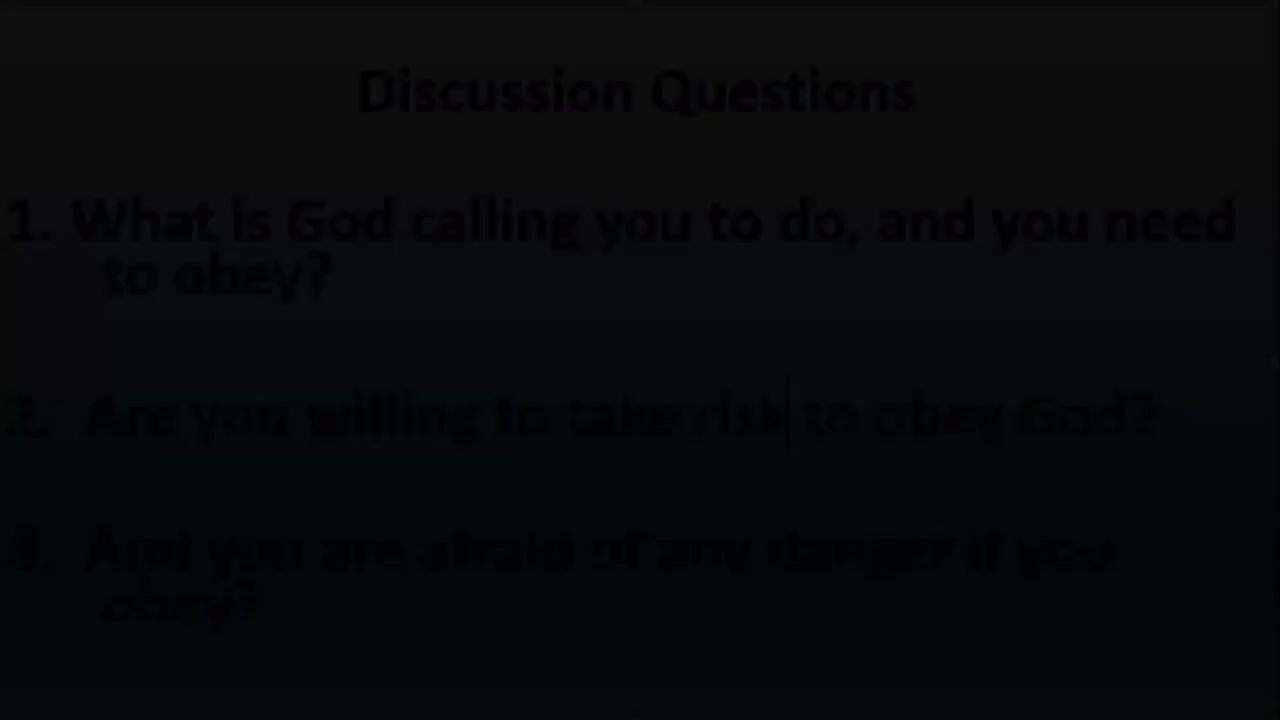 Discussion Questions
1. What is God calling you to do, and you need
to obey?
2. Are you willing to take risk to obey God?
3. And you are afraid of any danger if you
obey?